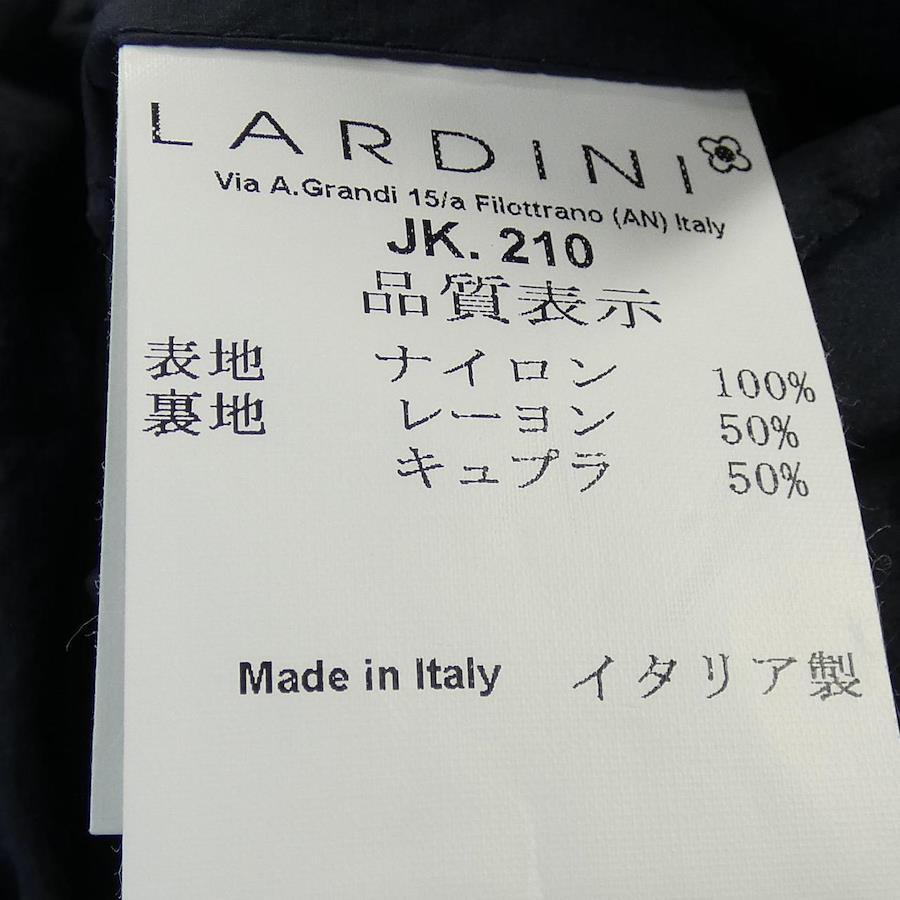 LARDINI
Via A.Grandi 15/a Filottrano (AN) Italy
JK. 210
品質表示
表地 ナイロン 100%
裏地 レーヨン 50%
キュプラ 50%
Made in Italy イタリア製